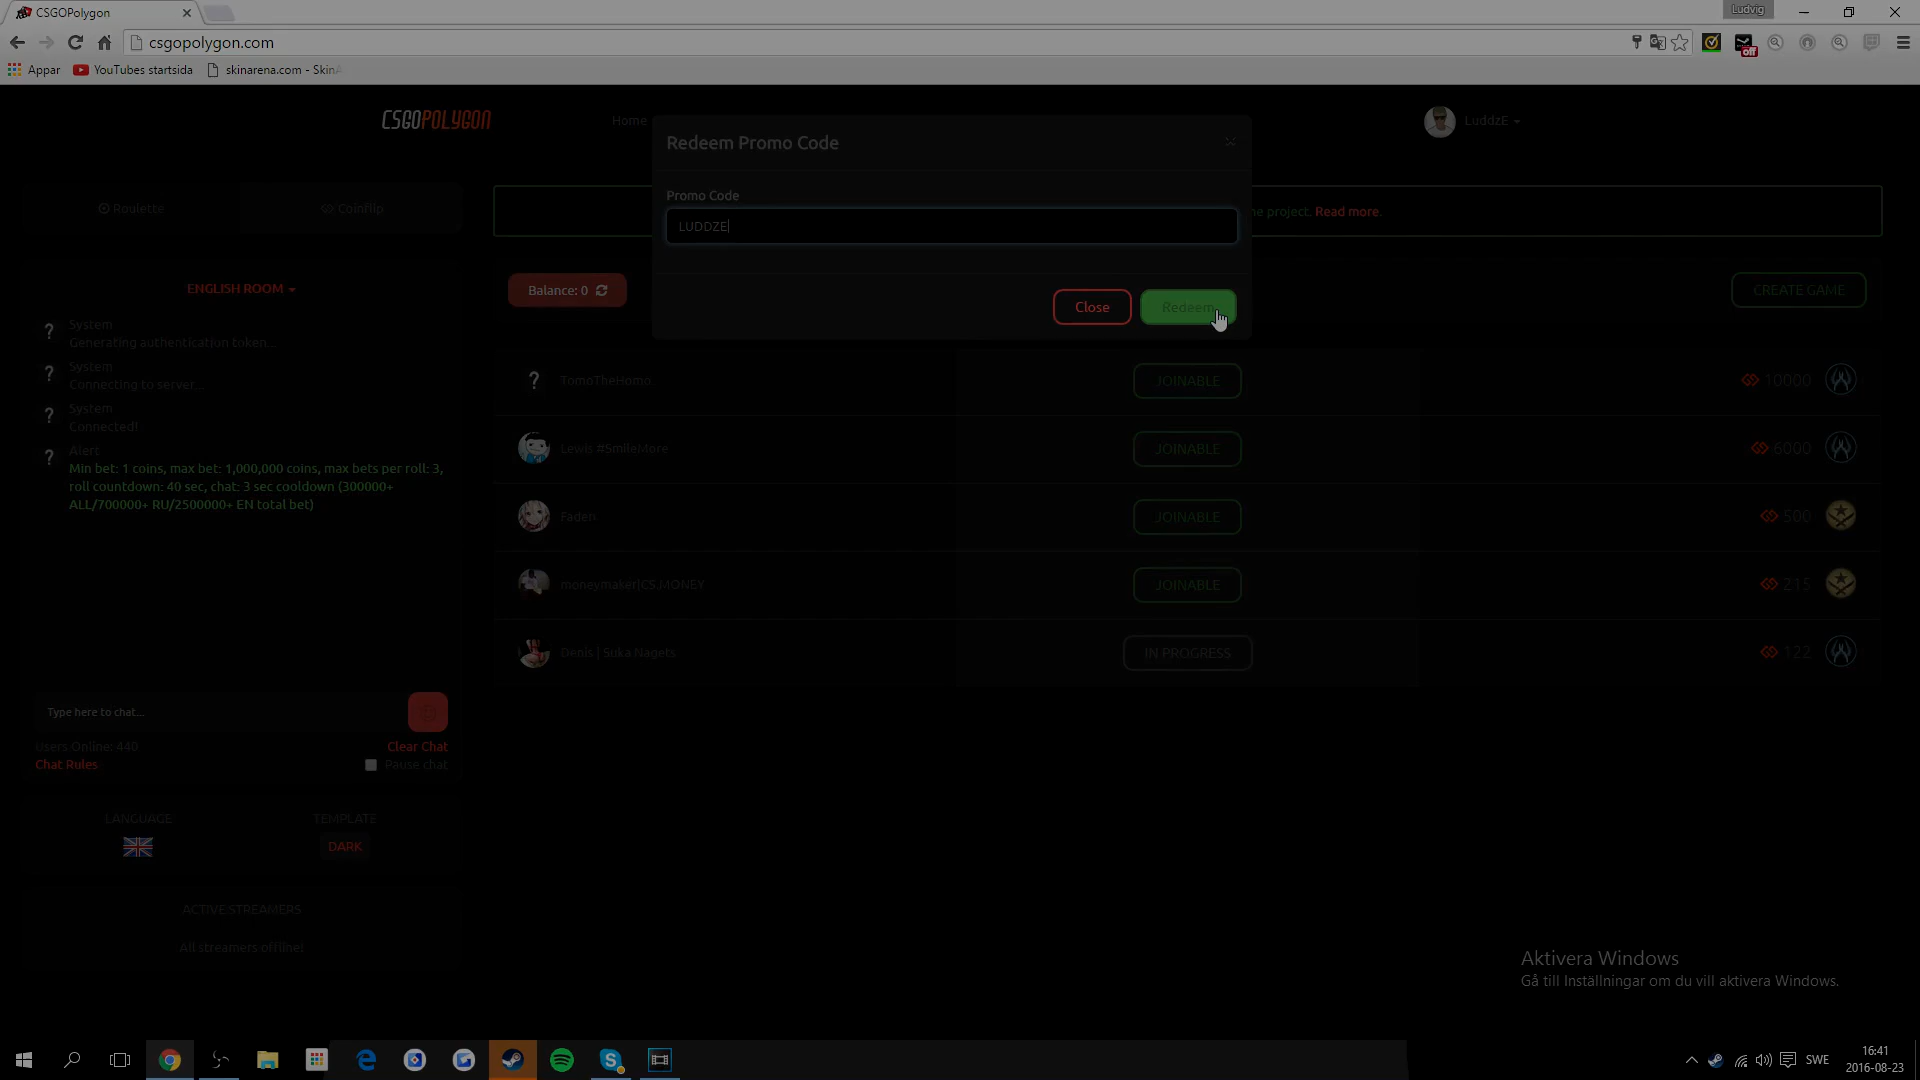 CSGOPolygon
Ludvig
csgopolygon.com
off
Appar
YouTubes startsida
skinarena.com - SkinA
CSGOPOLYGON
Home
LuddzE
Redeem Promo Code
Promo Code
LUDDZE
Close
Redeem
Roulette
Coinflip
e project. Read more.
ENGLISH ROOM
Balance: 0
CREATE GAME
System
Generating authentication token...
System
Connecting to server...
System
Connected!
Alert
Min bet: 1 coins, max bet: 1,000,000 coins, max bets per roll: 3,
roll countdown: 40 sec, chat: 3 sec cooldown (300000+
ALL/700000+ RU/2500000+ EN total bet)
TomoTheHomo.
JOINABLE
10000
Lewis #SmileMore
JOINABLE
6000
Faden
JOINABLE
500
moneymaker|CS.MONEY
JOINABLE
215
Denis | Suka Nagets
IN PROGRESS
122
Type here to chat...
Users Online: 440
Clear Chat
Chat Rules
Pause chat
LANGUAGE
TEMPLATE
DARK
ACTIVE STREAMERS
All streamers offline!
Aktivera Windows
Gå till Inställningar om du vill aktivera Windows.
SWE
16:41
2016-08-23